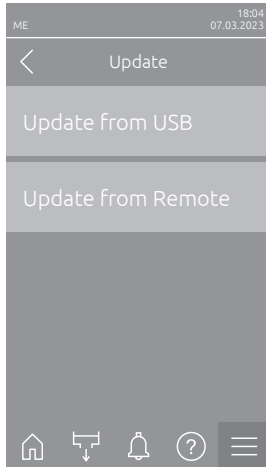 18:04
ME 07.03.2023
Update
Update from USB
Update from Remote
?